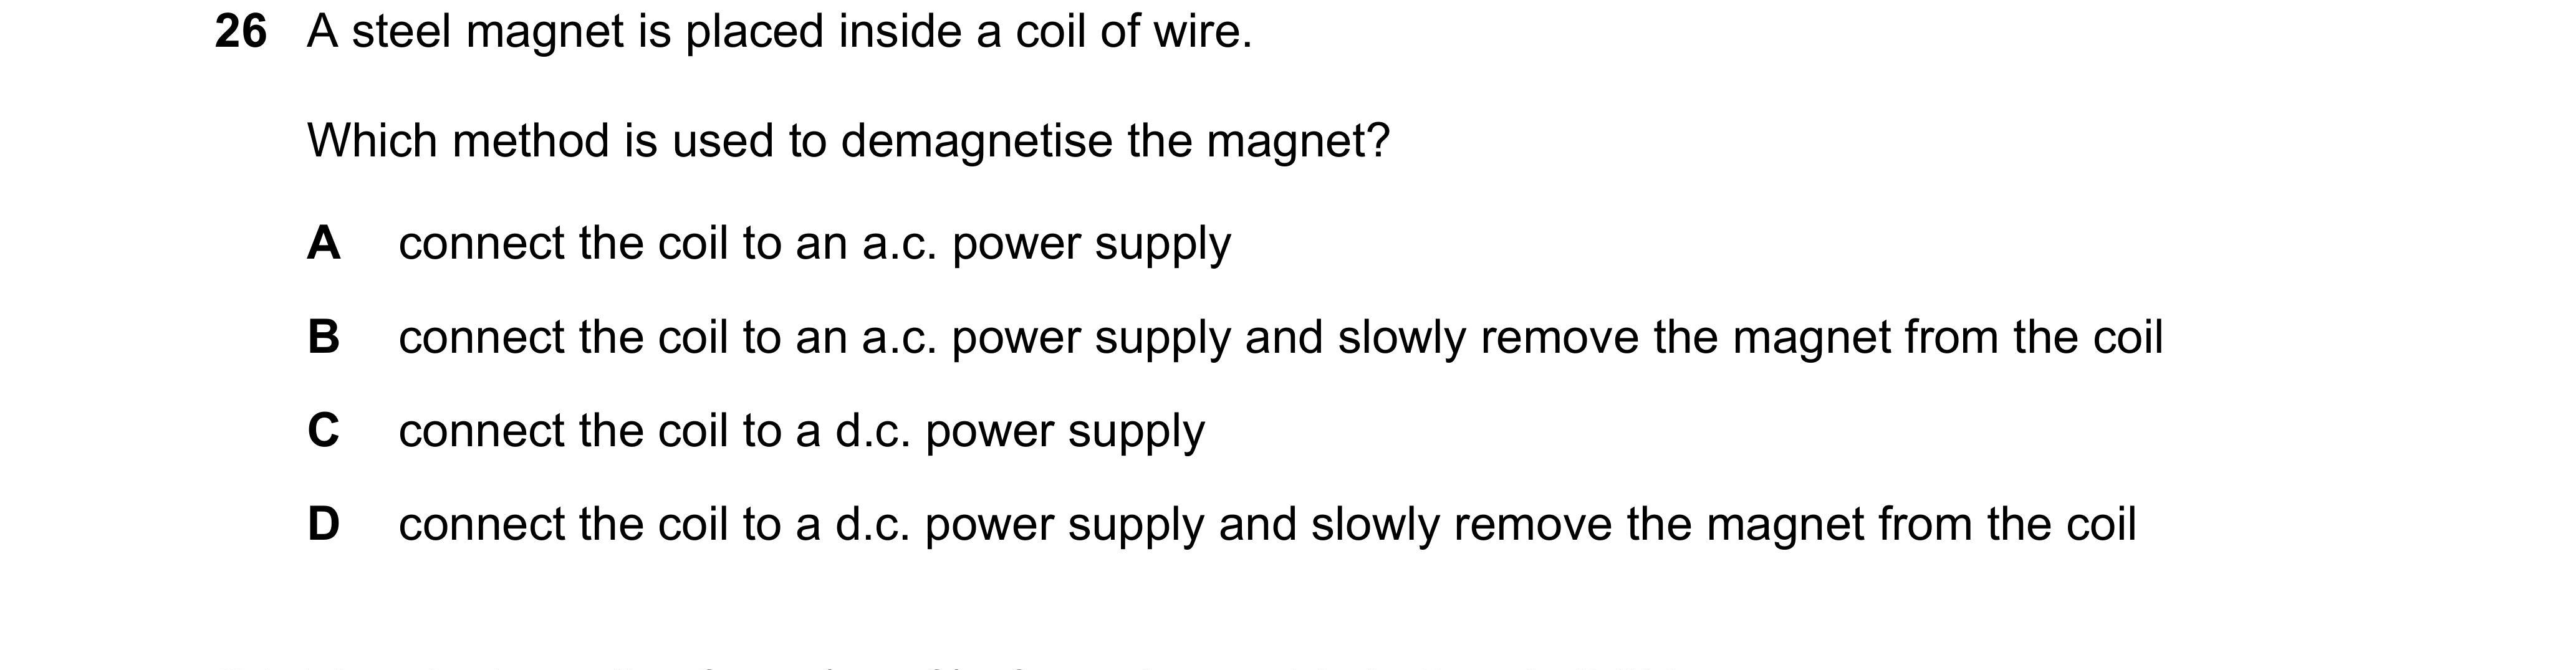 26 A steel magnet is placed inside a coil of wire.
Which method is used to demagnetise the magnet?
A connect the coil to an a.c. power supply
B connect the coil to an a.c. power supply and slowly remove the magnet from the coil
C connect the coil to a d.c. power supply
D connect the coil to a d.c. power supply and slowly remove the magnet from the coil